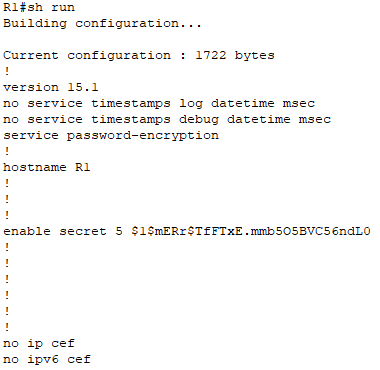 R1#sh run
Building configuration...

Current configuration : 1722 bytes
!
version 15.1
no service timestamps log datetime msec
no service timestamps debug datetime msec
service password-encryption
!
hostname R1
!
!
!
enable secret 5 $1$mERr$TfFTxE.mmb5O5BVC56ndL0
!
!
!
!
!
!
no ip cef
no ipv6 cef